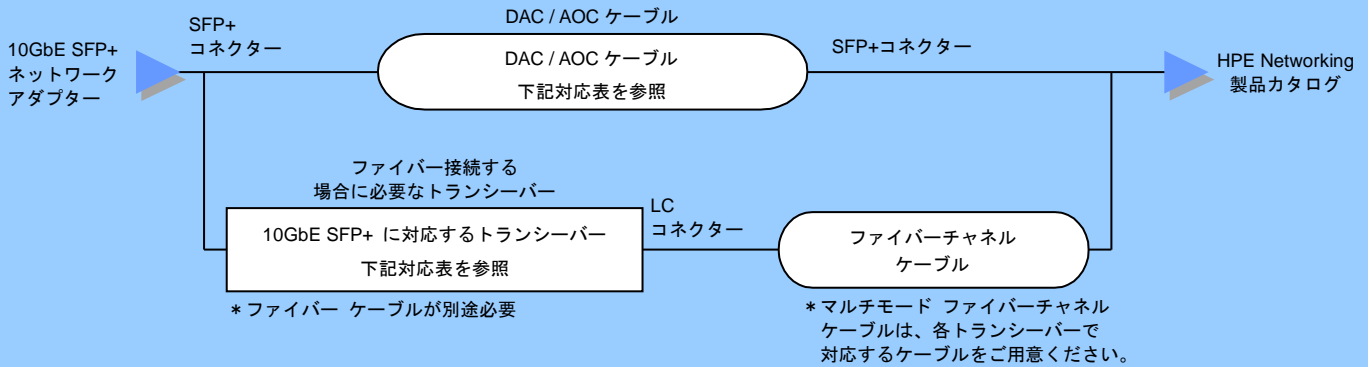 10GbE SFP+
ネットワーク
アダプター
SFP+
コネクター
DAC / AOC ケーブル
DAC / AOC ケーブル
下記対応表を参照
SFP+コネクター
HPE Networking
製品カタログ
ファイバー接続する
場合に必要なトランシーバー
10GbE SFP+ に対応するトランシーバー
下記対応表を参照
*ファイバー ケーブルが別途必要
LC
コネクター
ファイバーチャネル
ケーブル
*マルチモード ファイバーチャネル
ケーブルは、各トランシーバーで
対応するケーブルをご用意ください。